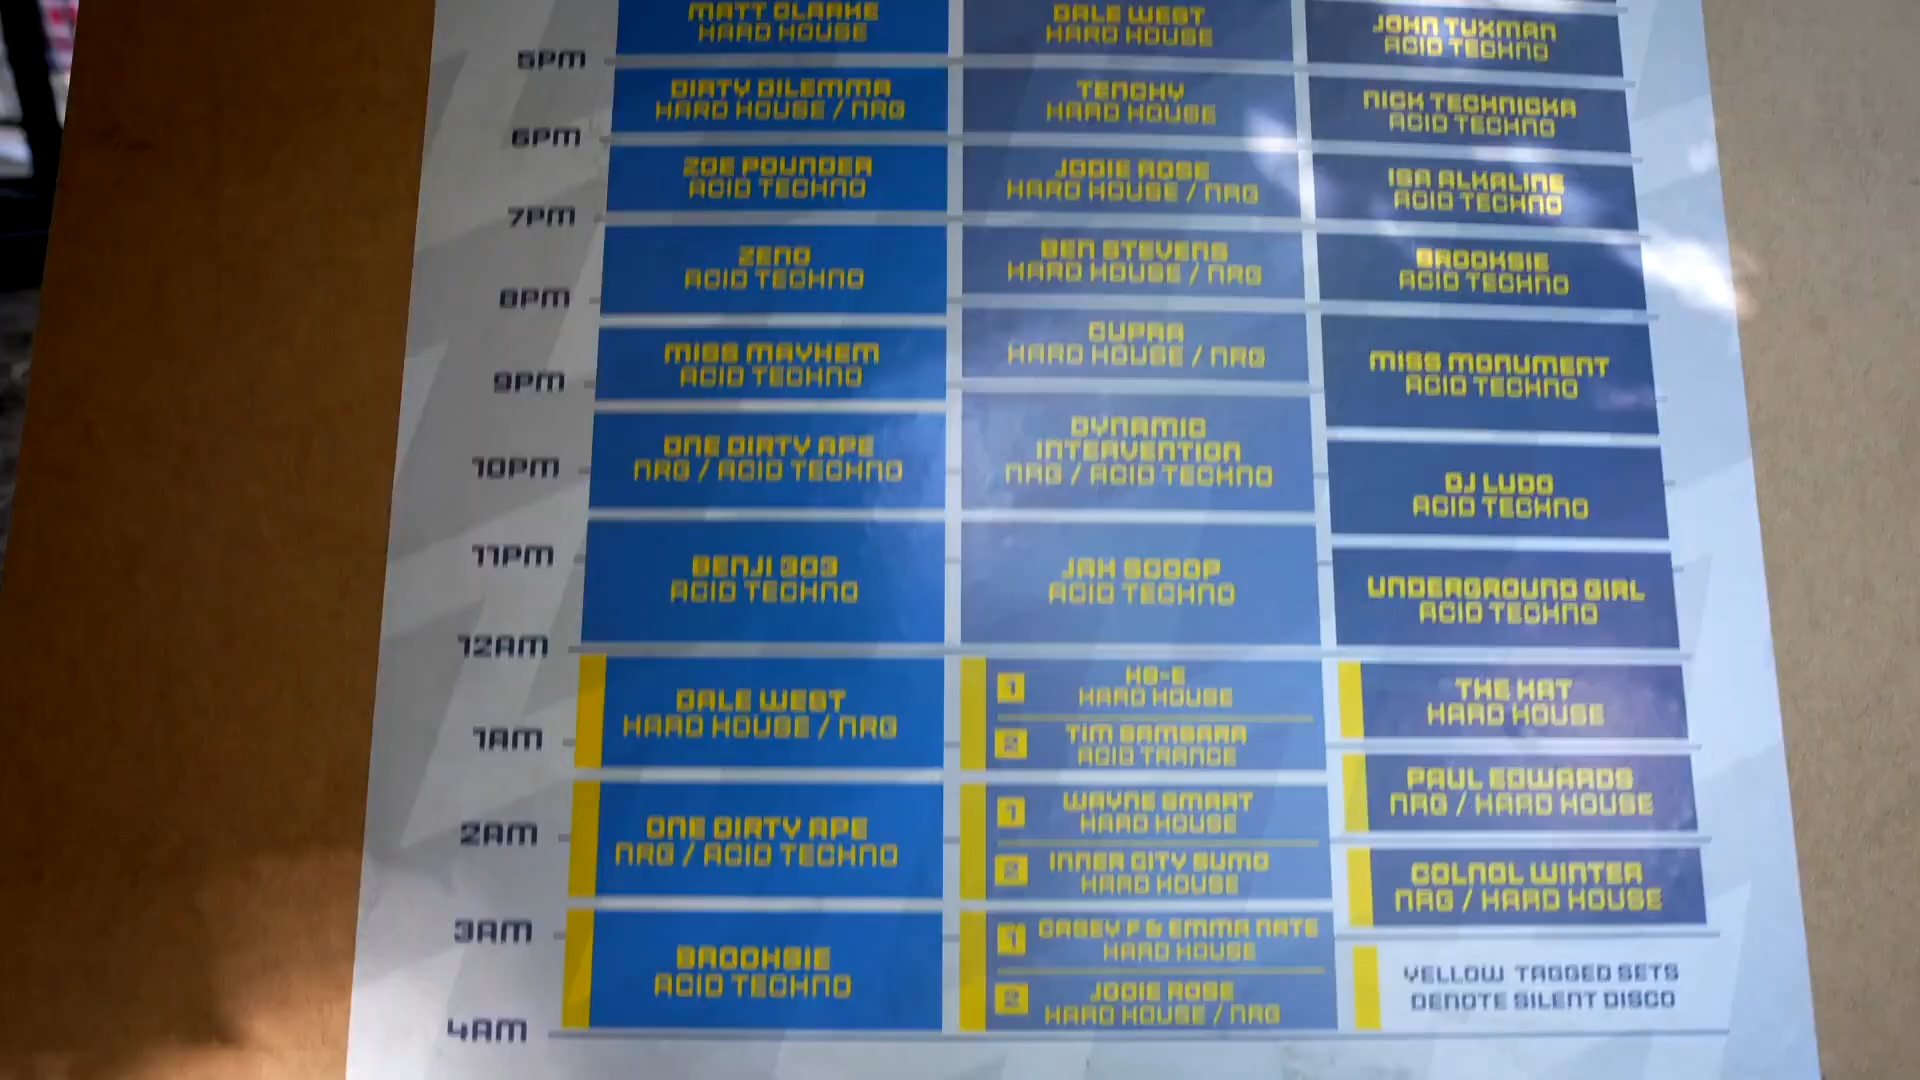 MATT CLARKE
HARD HOUSE
DALE WEST
HARD HOUSE
JOHN TUXMAN
ACID TECHNO
5PM
DIRTY DILEMMA
HARD HOUSE / NRG
TENCHY
HARD HOUSE
NICK TECHNICKA
ACID TECHNO
6PM
ZOE POUNDER
ACID TECHNO
JODIE ROSE
HARD HOUSE / NRG
ISA ALKALINE
ACID TECHNO
7PM
ZENO
ACID TECHNO
BEN STEVENS
HARD HOUSE / NRG
BROOKSIE
ACID TECHNO
8PM
MISS MAYHEM
ACID TECHNO
CUPRA
HARD HOUSE / NRG
MISS MONUMENT
ACID TECHNO
9PM
ONE DIRTY APE
NRG / ACID TECHNO
DYNAMIC
INTERVENTION
NRG / ACID TECHNO
DJ LUDO
ACID TECHNO
10PM
11PM
BENJI 303
ACID TECHNO
JAK SCOOP
ACID TECHNO
UNDERGROUND GIRL
ACID TECHNO
12AM
DALE WEST
HARD HOUSE / NRG
1
KG-E
HARD HOUSE
2
TIM SAMSARA
ACID TRANCE
THE HAT
HARD HOUSE
1AM
ONE DIRTY APE
NRG / ACID TECHNO
1
WAYNE SMART
HARD HOUSE
2
INNER CITY SUMO
HARD HOUSE
PAUL EDWARDS
NRG / HARD HOUSE
2AM
COLNOL WINTER
NRG / HARD HOUSE
3AM
BROOKSIE
ACID TECHNO
1
CASEY F & EMMA NATE
HARD HOUSE
2
JODIE ROSE
HARD HOUSE / NRG
YELLOW TAGGED SETS
DENOTE SILENT DISCO
4AM